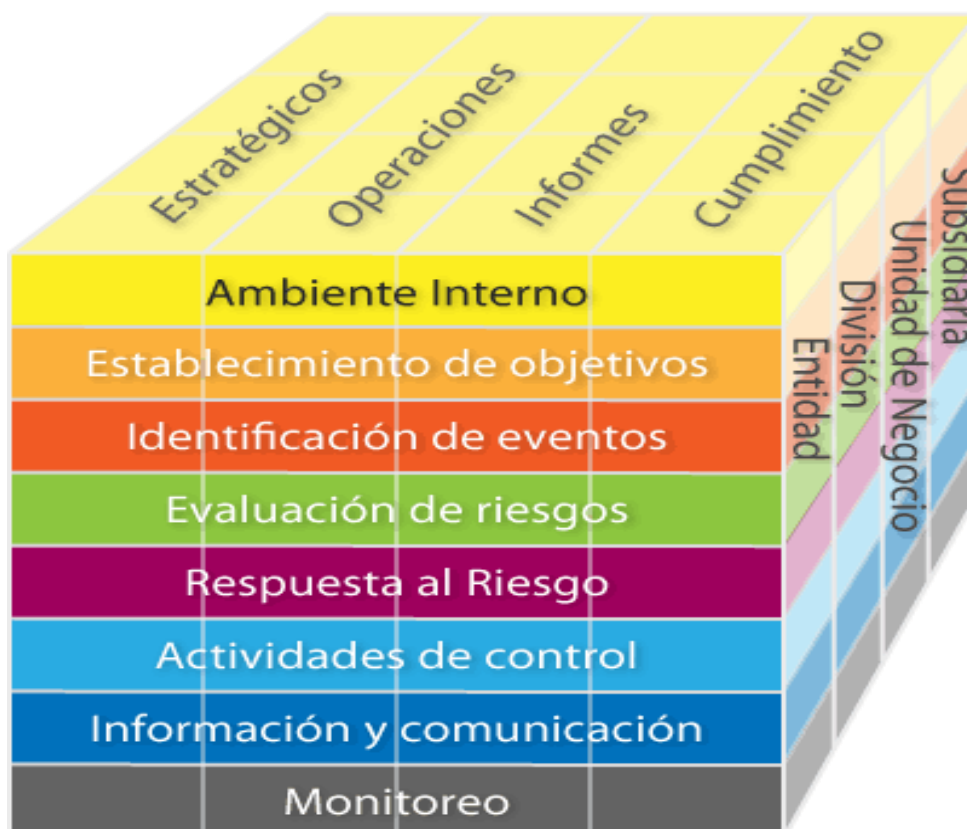 Estratégicos
Operaciones
Informes
Cumplimiento
Ambiente Interno
Establecimiento de objetivos
Identificación de eventos
Evaluación de riesgos
Respuesta al Riesgo
Actividades de control
Información y comunicación
Monitoreo
Entidad
División
Unidad de Negocio
Subsidiaria